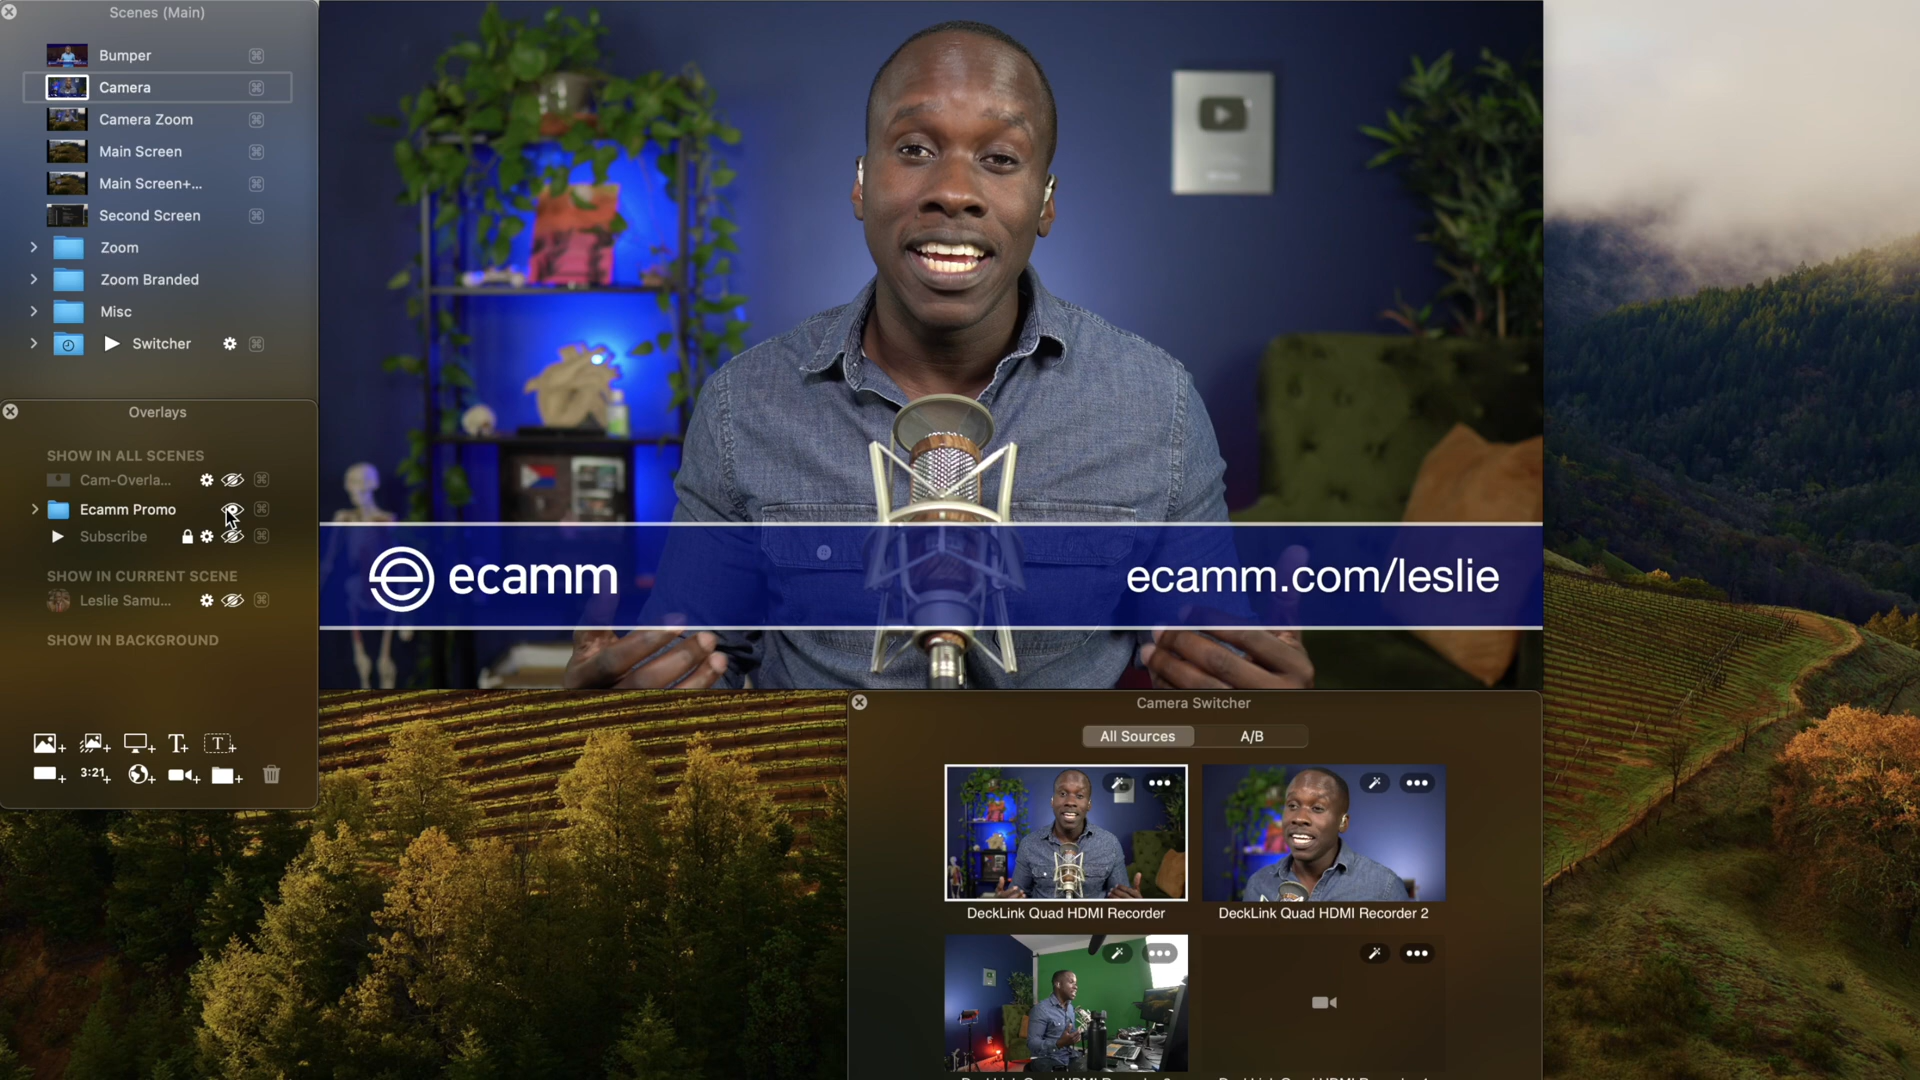 Scenes (Main)
Bumper
Camera
Camera Zoom
Main Screen
Main Screen+...
Second Screen
Zoom
Zoom Branded
Misc
Switcher
Overlays
SHOW IN ALL SCENES
Cam-Overla...
Ecamm Promo
Subscribe
SHOW IN CURRENT SCENE
Leslie Samu...
SHOW IN BACKGROUND
3:21
ecamm
ecamm.com/leslie
Camera Switcher
All Sources
A/B
DeckLink Quad HDMI Recorder
DeckLink Quad HDMI Recorder 2